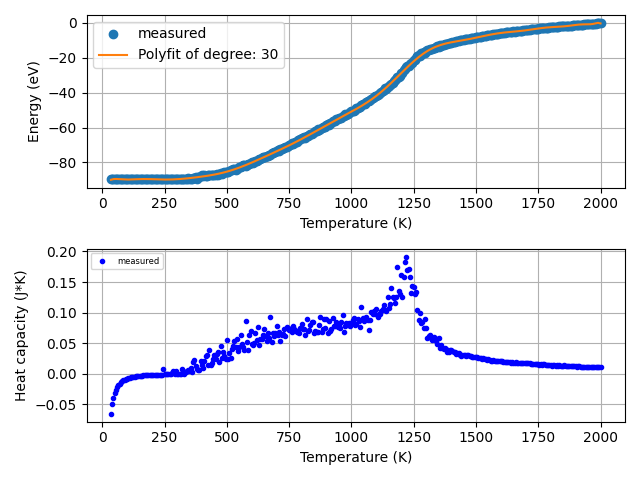 0
−20
−40
−60
−80
Energy (eV)
measured
Polyfit of degree: 30
0 250 500 750 1000 1250 1500 1750 2000
Temperature (K)
0.20
0.15
0.10
0.05
0.00
−0.05
Heat capacity (J*K)
measured
0 250 500 750 1000 1250 1500 1750 2000
Temperature (K)